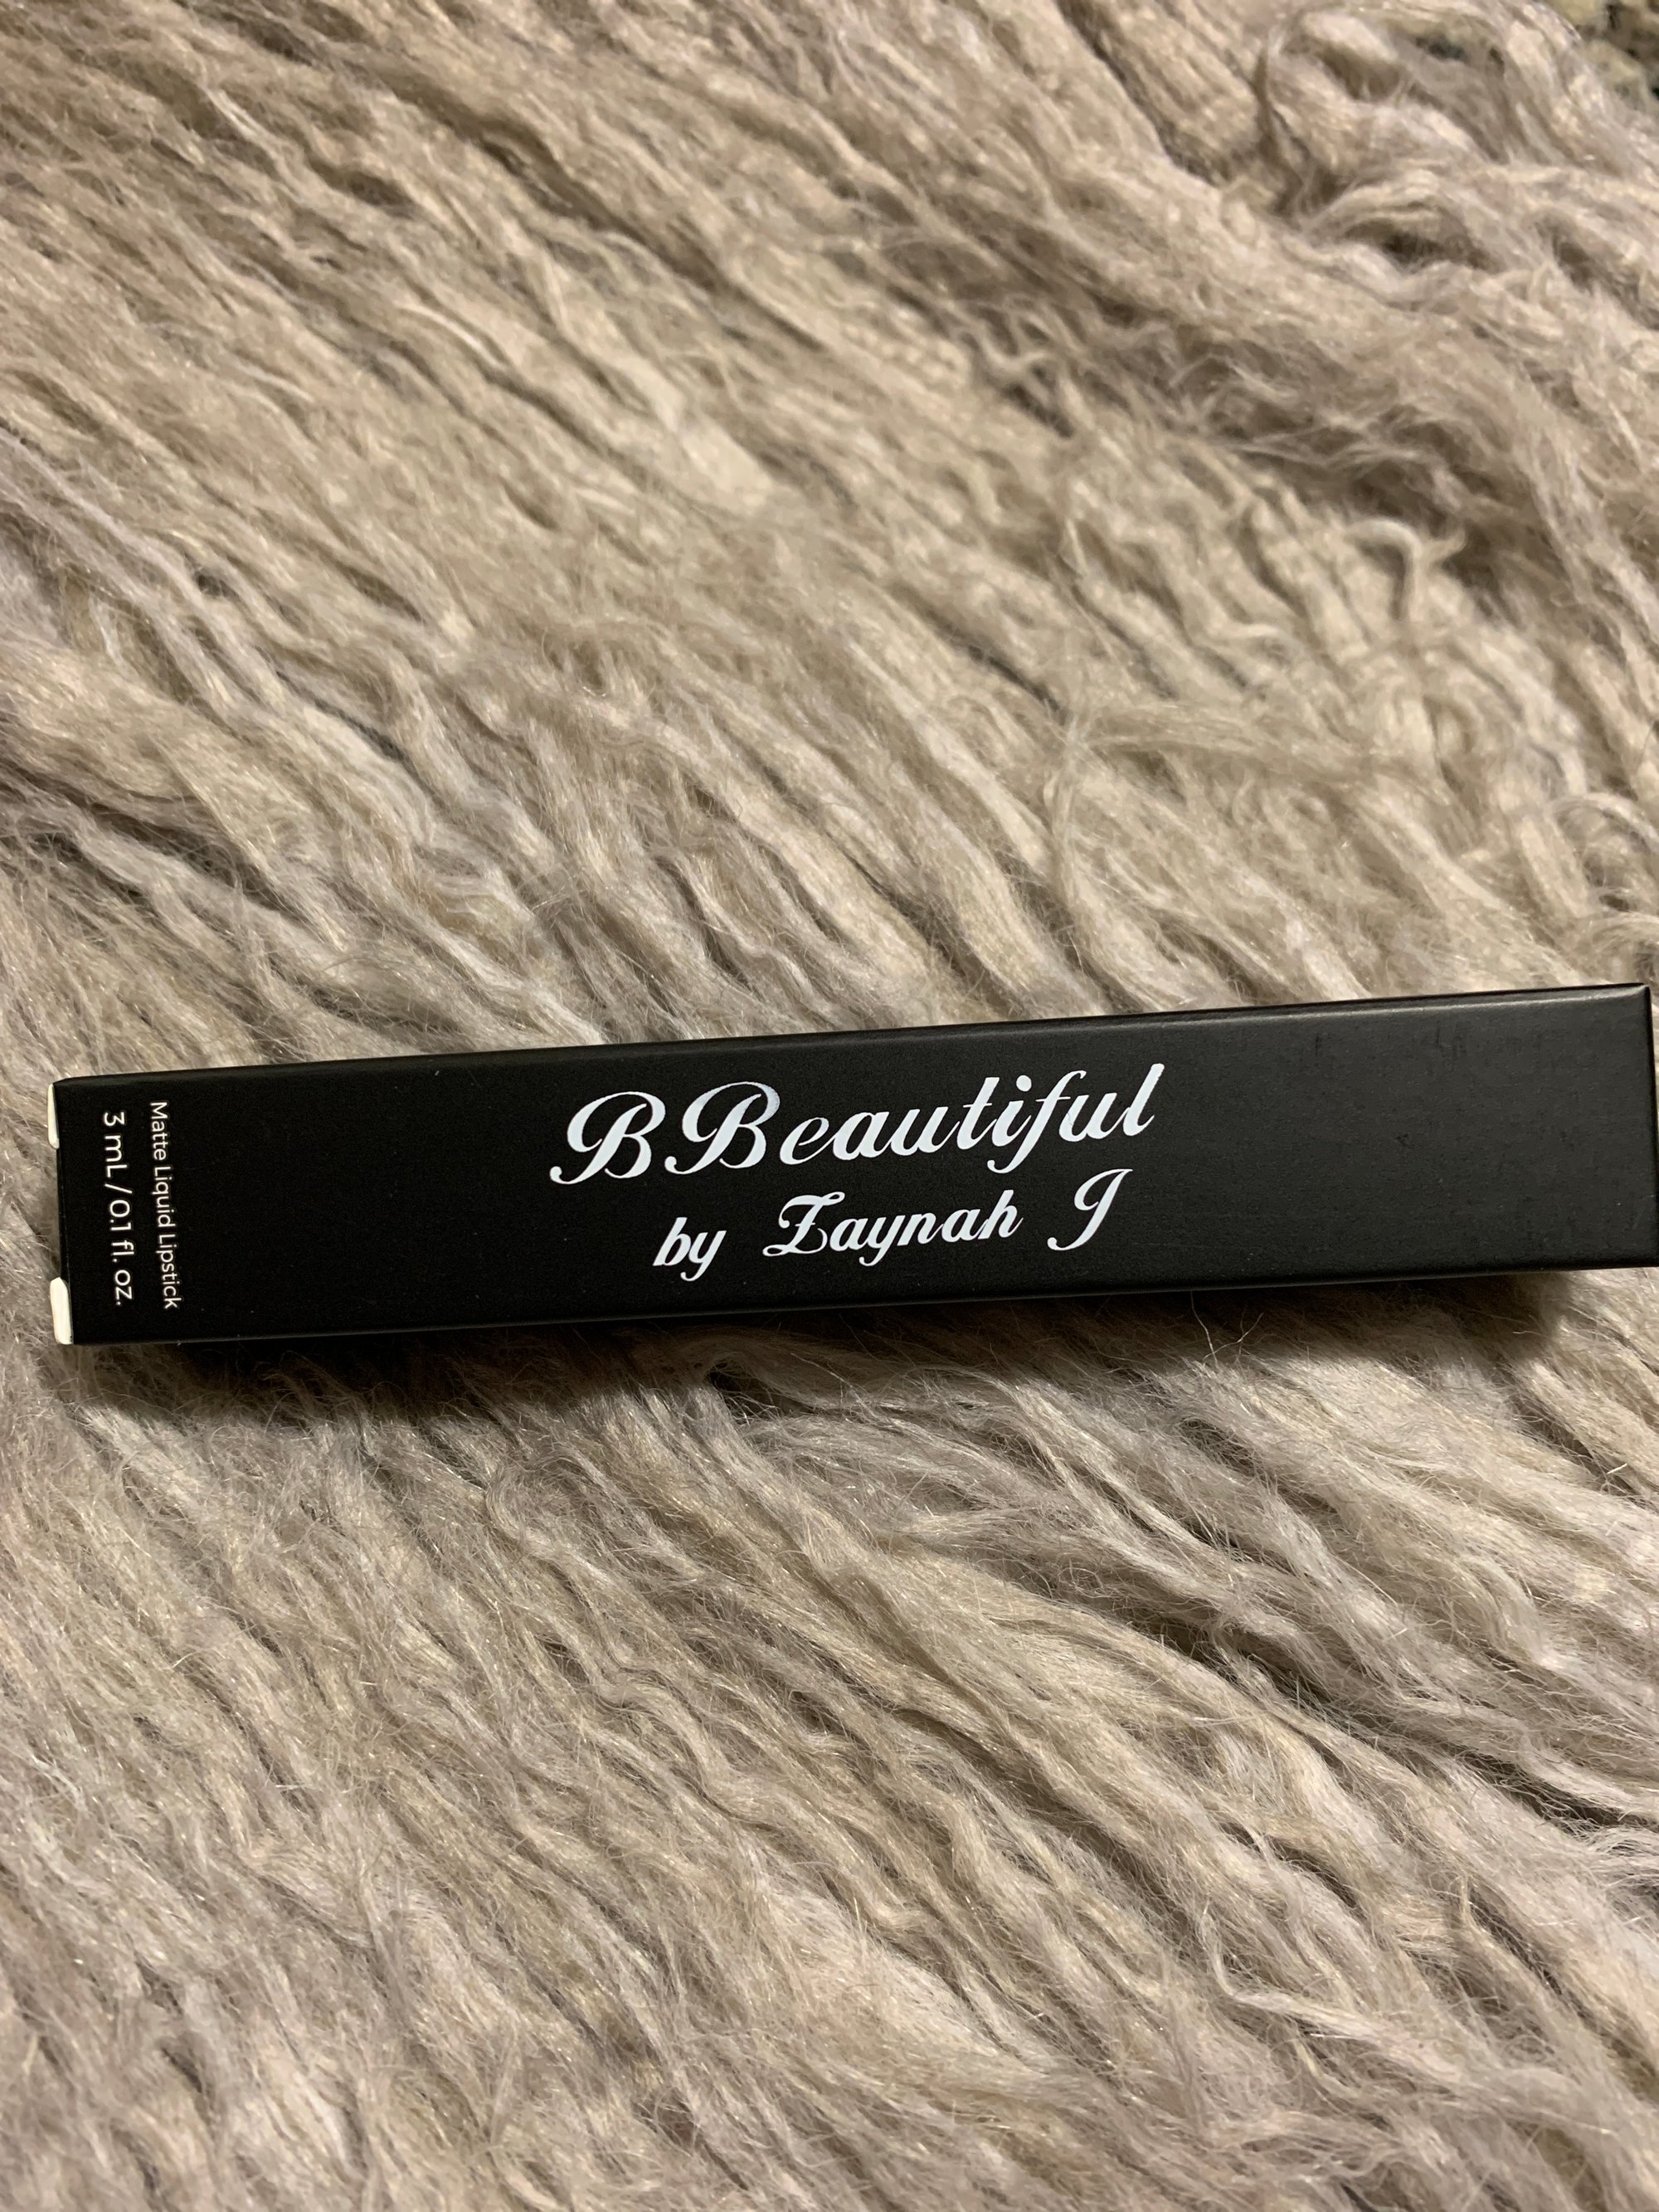 BBeautiful
by Zaynah J
Matte Liquid Lipstick
3 mL / 0.1 fl. oz.